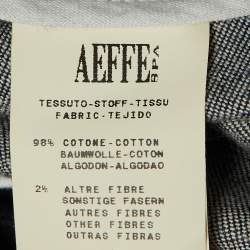 AEFFE SPA
TESSUTO-STOFF-TISSU
FABRIC-TEJIDO
98% COTONE-COTTON
BAUMWOLLE-COTON
ALGODON-ALGODAO
2% ALTRE FIBRE
SONSTIGE FASERN
AUTRES FIBRES
OTHER FIBRES
OUTRAS FIBRAS